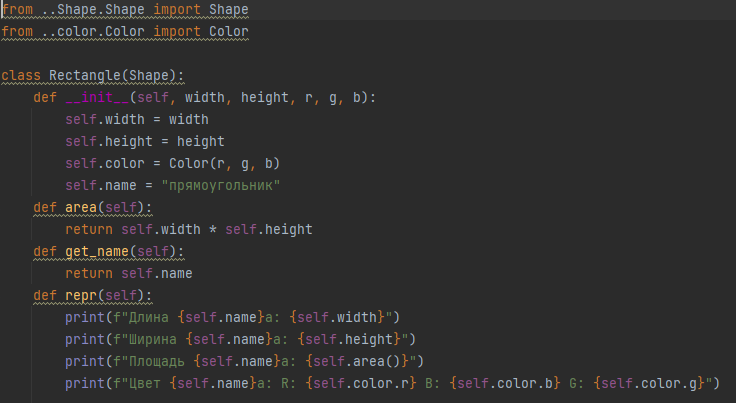 from ..Shape.Shape import Shape
from ..color.Color import Color
class Rectangle(Shape):
def __init__(self, width, height, r, g, b):
self.width = width
self.height = height
self.color = Color(r, g, b)
self.name = "прямоугольник"
def area(self):
return self.width * self.height
def get_name(self):
return self.name
def repr(self):
print(f"Длина {self.name}а: {self.width}")
print(f"Ширина {self.name}а: {self.height}")
print(f"Площадь {self.name}а: {self.area()}")
print(f"Цвет {self.name}а: R: {self.color.r} B: {self.color.b} G: {self.color.g}")